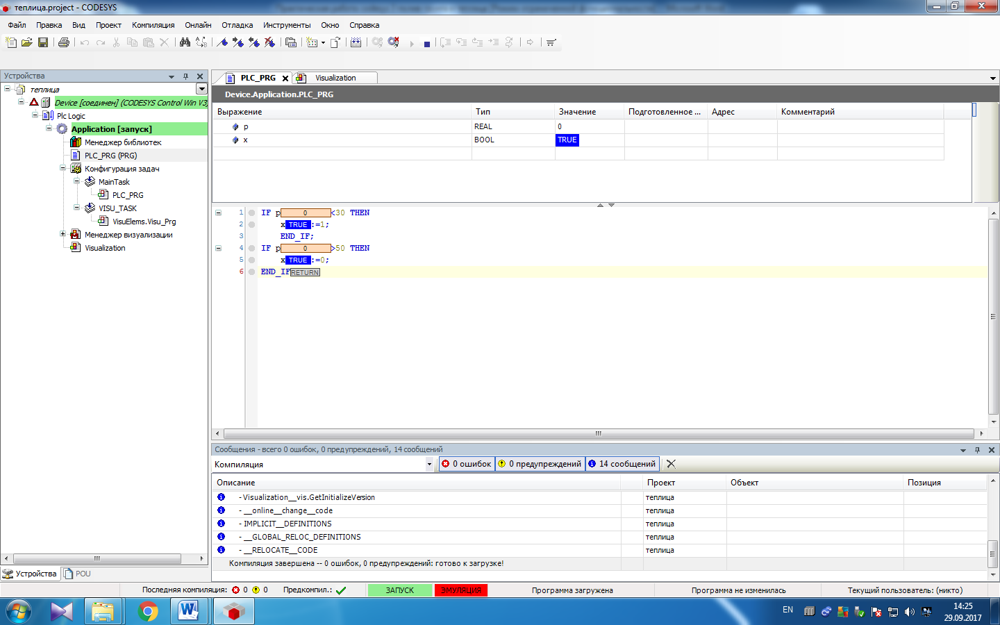 теплица.project - CODESYS
Файл Правка Вид Проект Компиляция Онлайн Отладка Инструменты Окно Справка
Устройства
теплица
Device [соединен] (CODESYS Control Win V3)
Plc Logic
Application [запуск]
Менеджер библиотек
PLC_PRG (PRG)
Конфигурация задач
MainTask
PLC_PRG
VISU_TASK
VisuElems.Visu_Prg
Менеджер визуализации
Visualization
Устройства POU
PLC_PRG Visualization
Device.Application.PLC_PRG
Выражение Тип Значение Подготовленное ... Адрес Комментарий
p REAL 0
x BOOL TRUE
1 IF p 0 <30 THEN
2 x TRUE :=1;
3 END_IF;
4 IF p 0 >50 THEN
5 x TRUE :=0;
6 END_IF RETURN
Сообщения - всего 0 ошибок, 0 предупреждений, 14 сообщений
Компиляция 0 ошибок 0 предупреждений 14 сообщений
Описание Проект Объект Позиция
- Visualization__vis.GetInitializeVersion теплица
- __online__change__code теплица
- IMPLICIT__DEFINITIONS теплица
- __GLOBAL_RELOC_DEFINITIONS теплица
- __RELOCATE__CODE теплица
Компиляция завершена -- 0 ошибок, 0 предупреждений: готово к загрузке!
Последняя компиляция: 0 0 Предкомпил.: ЗАПУСК ЭМУЛЯЦИЯ Программа загружена Программа не изменилась Текущий пользователь: (никто)
EN 14:25
29.09.2017